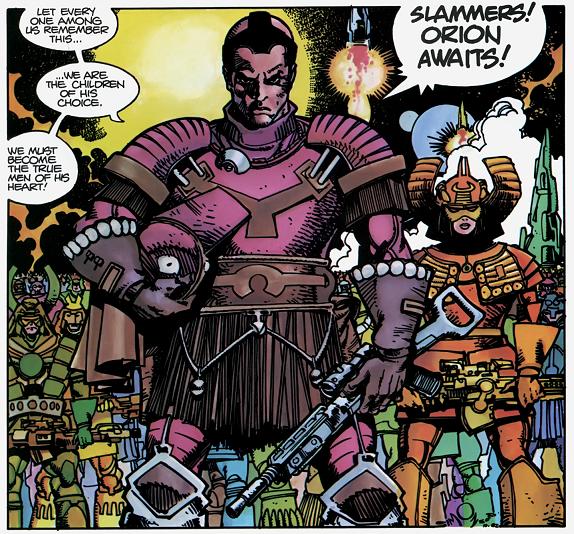 LET EVERY
ONE AMONG
US REMEMBER
THIS...
...WE ARE
THE CHILDREN
OF HIS
CHOICE.
WE MUST
BECOME
THE TRUE
MEN OF HIS
HEART!
SLAMMERS!
ORION
AWAITS!